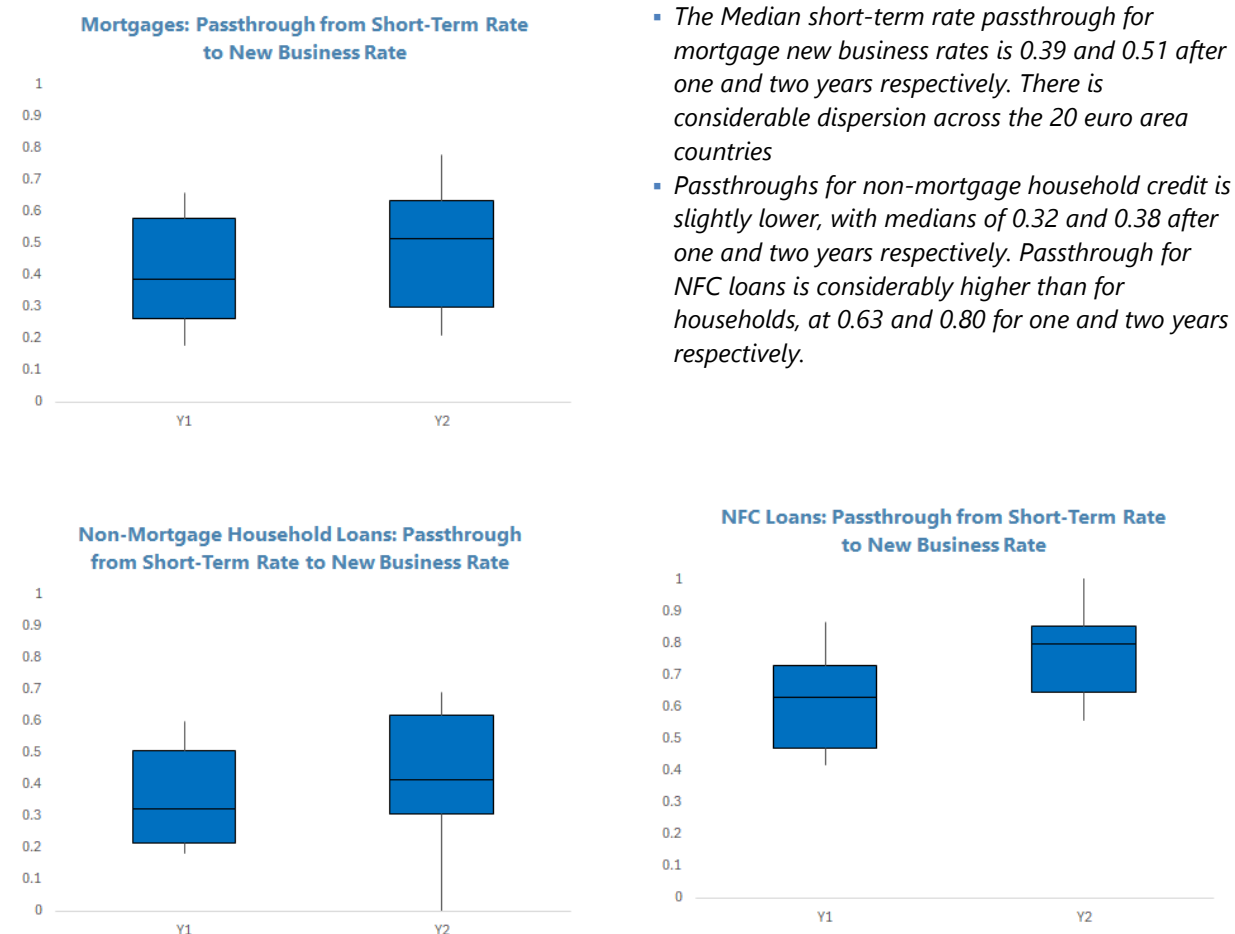 Mortgages: Passthrough from Short-Term Rate
to New Business Rate
1
0.9
0.8
0.7
0.6
0.5
0.4
0.3
0.2
0.1
0
Y1
Y2
▪ The Median short-term rate passthrough for
mortgage new business rates is 0.39 and 0.51 after
one and two years respectively. There is
considerable dispersion across the 20 euro area
countries
▪ Passthroughs for non-mortgage household credit is
slightly lower, with medians of 0.32 and 0.38 after
one and two years respectively. Passthrough for
NFC loans is considerably higher than for
households, at 0.63 and 0.80 for one and two years
respectively.
Non-Mortgage Household Loans: Passthrough
from Short-Term Rate to New Business Rate
1
0.9
0.8
0.7
0.6
0.5
0.4
0.3
0.2
0.1
0
Y1
Y2
NFC Loans: Passthrough from Short-Term Rate
to New Business Rate
1
0.9
0.8
0.7
0.6
0.5
0.4
0.3
0.2
0.1
0
Y1
Y2